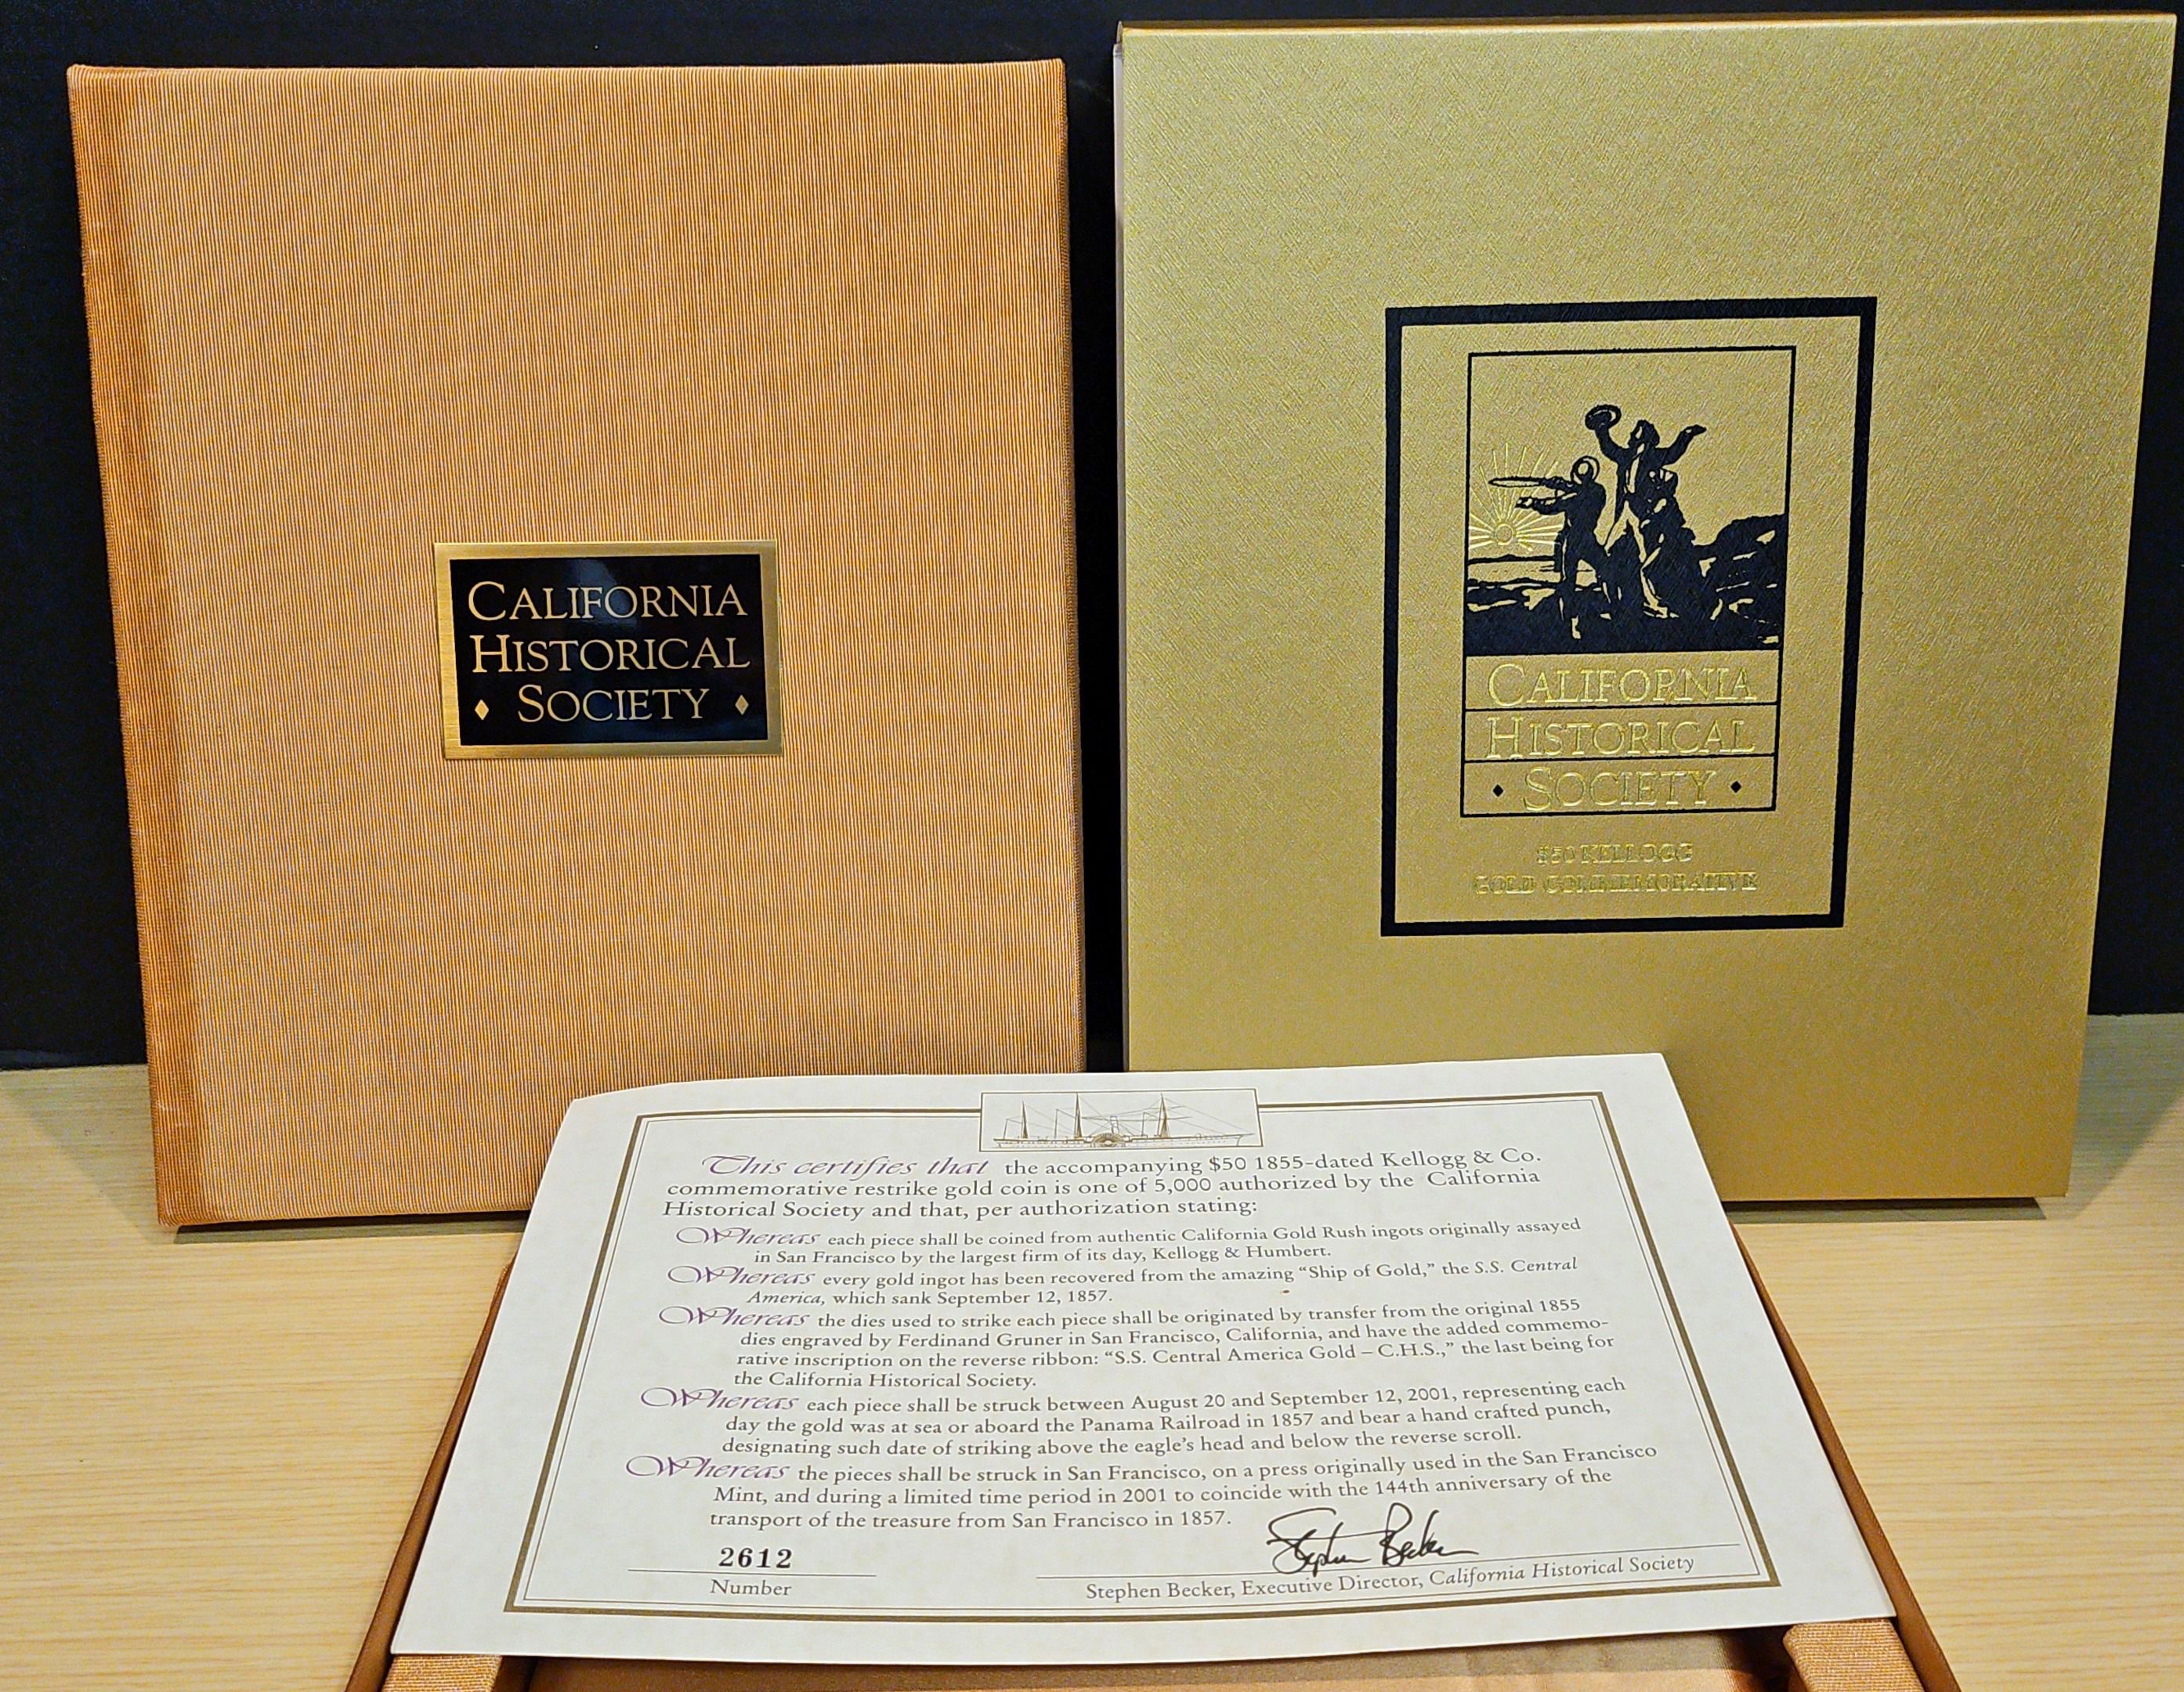 CALIFORNIA
HISTORICAL
SOCIETY
CALIFORNIA
HISTORICAL
SOCIETY
$50 KELLOGG
GOLD COMMEMORATIVE
This certifies that the accompanying $50 1855-dated Kellogg & Co.
commemorative restrike gold coin is one of 5,000 authorized by the California
Historical Society and that, per authorization stating:
Whereas each piece shall be coined from authentic California Gold Rush ingots originally assayed
in San Francisco by the largest firm of its day, Kellogg & Humbert.
Whereas every gold ingot has been recovered from the amazing “Ship of Gold,” the S.S. Central
America, which sank September 12, 1857.
Whereas the dies used to strike each piece shall be originated by transfer from the original 1855
dies engraved by Ferdinand Gruner in San Francisco, California, and have the added commemo-
rative inscription on the reverse ribbon: “S.S. Central America Gold – C.H.S.,” the last being for
the California Historical Society.
Whereas each piece shall be struck between August 20 and September 12, 2001, representing each
day the gold was at sea or aboard the Panama Railroad in 1857 and bear a hand crafted punch,
designating such date of striking above the eagle’s head and below the reverse scroll.
Whereas the pieces shall be struck in San Francisco, on a press originally used in the San Francisco
Mint, and during a limited time period in 2001 to coincide with the 144th anniversary of the
transport of the treasure from San Francisco in 1857.
Stephen Becker
2612
Number
Stephen Becker, Executive Director, California Historical Society